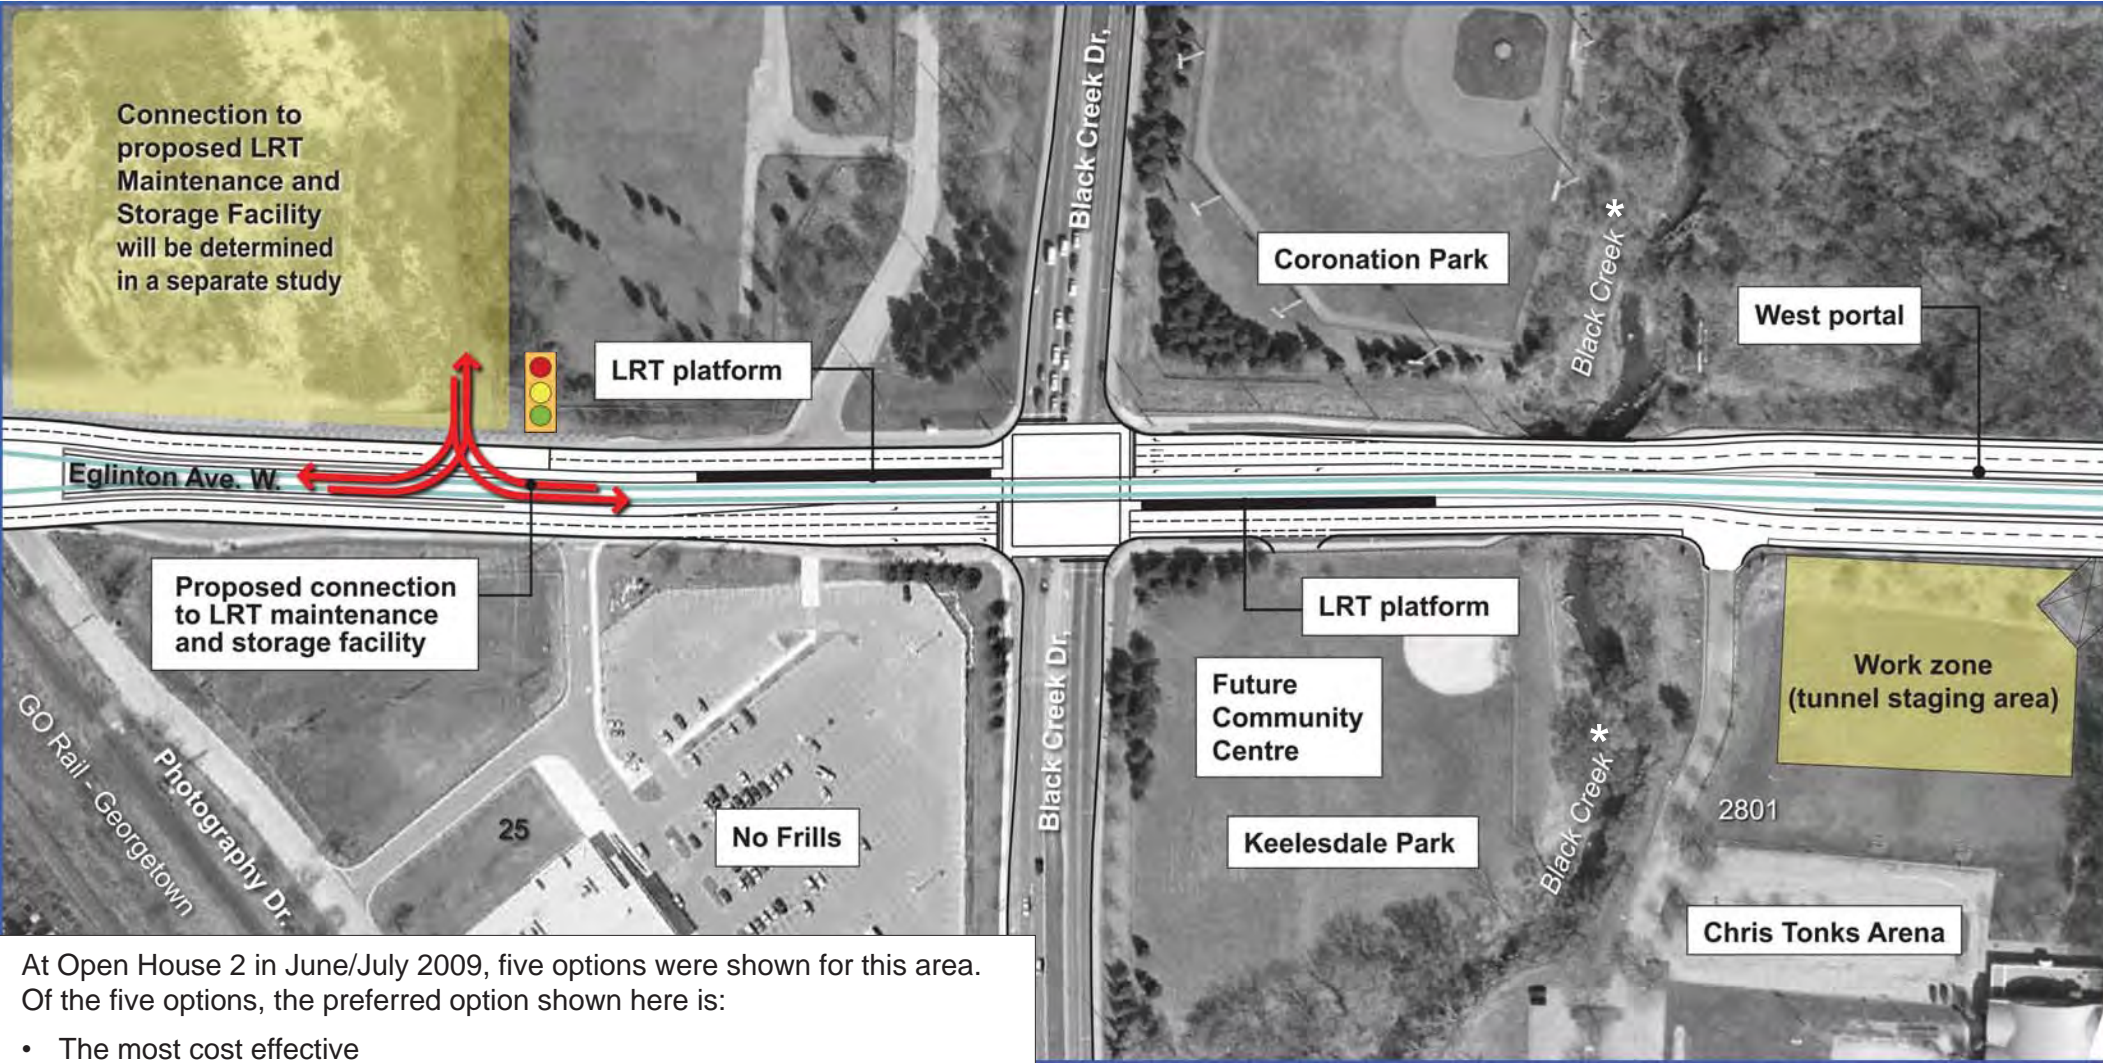 Connection to
proposed LRT
Maintenance and
Storage Facility
will be determined
in a separate study
Black Creek Dr,
Coronation Park
Black Creek *
West portal
LRT platform
Eglinton Ave. W.
Proposed connection
to LRT maintenance
and storage facility
LRT platform
Future
Community
Centre
Work zone
(tunnel staging area)
GO Rail - Georgetown
Photography Dr.
25
No Frills
Black Creek Dr,
Keelesdale Park
Black Creek *
2801
Chris Tonks Arena
At Open House 2 in June/July 2009, five options were shown for this area.
Of the five options, the preferred option shown here is:
• The most cost effective